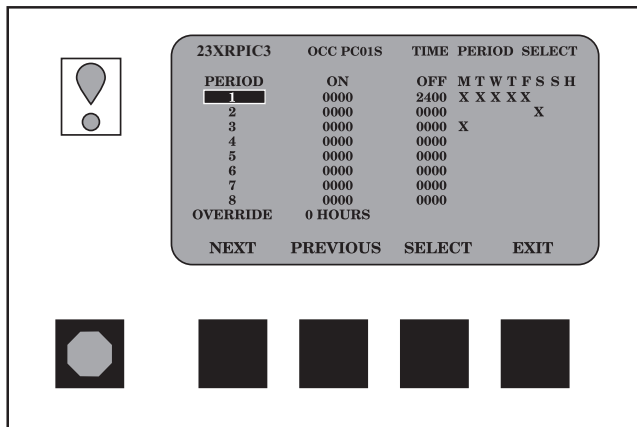 23XRPIC3 OCC PC01S TIME PERIOD SELECT
PERIOD ON OFF M T W T F S S H
1 0000 2400 X X X X X
2 0000 0000 X
3 0000 0000 X
4 0000 0000
5 0000 0000
6 0000 0000
7 0000 0000
8 0000 0000
OVERRIDE 0 HOURS
NEXT PREVIOUS SELECT EXIT